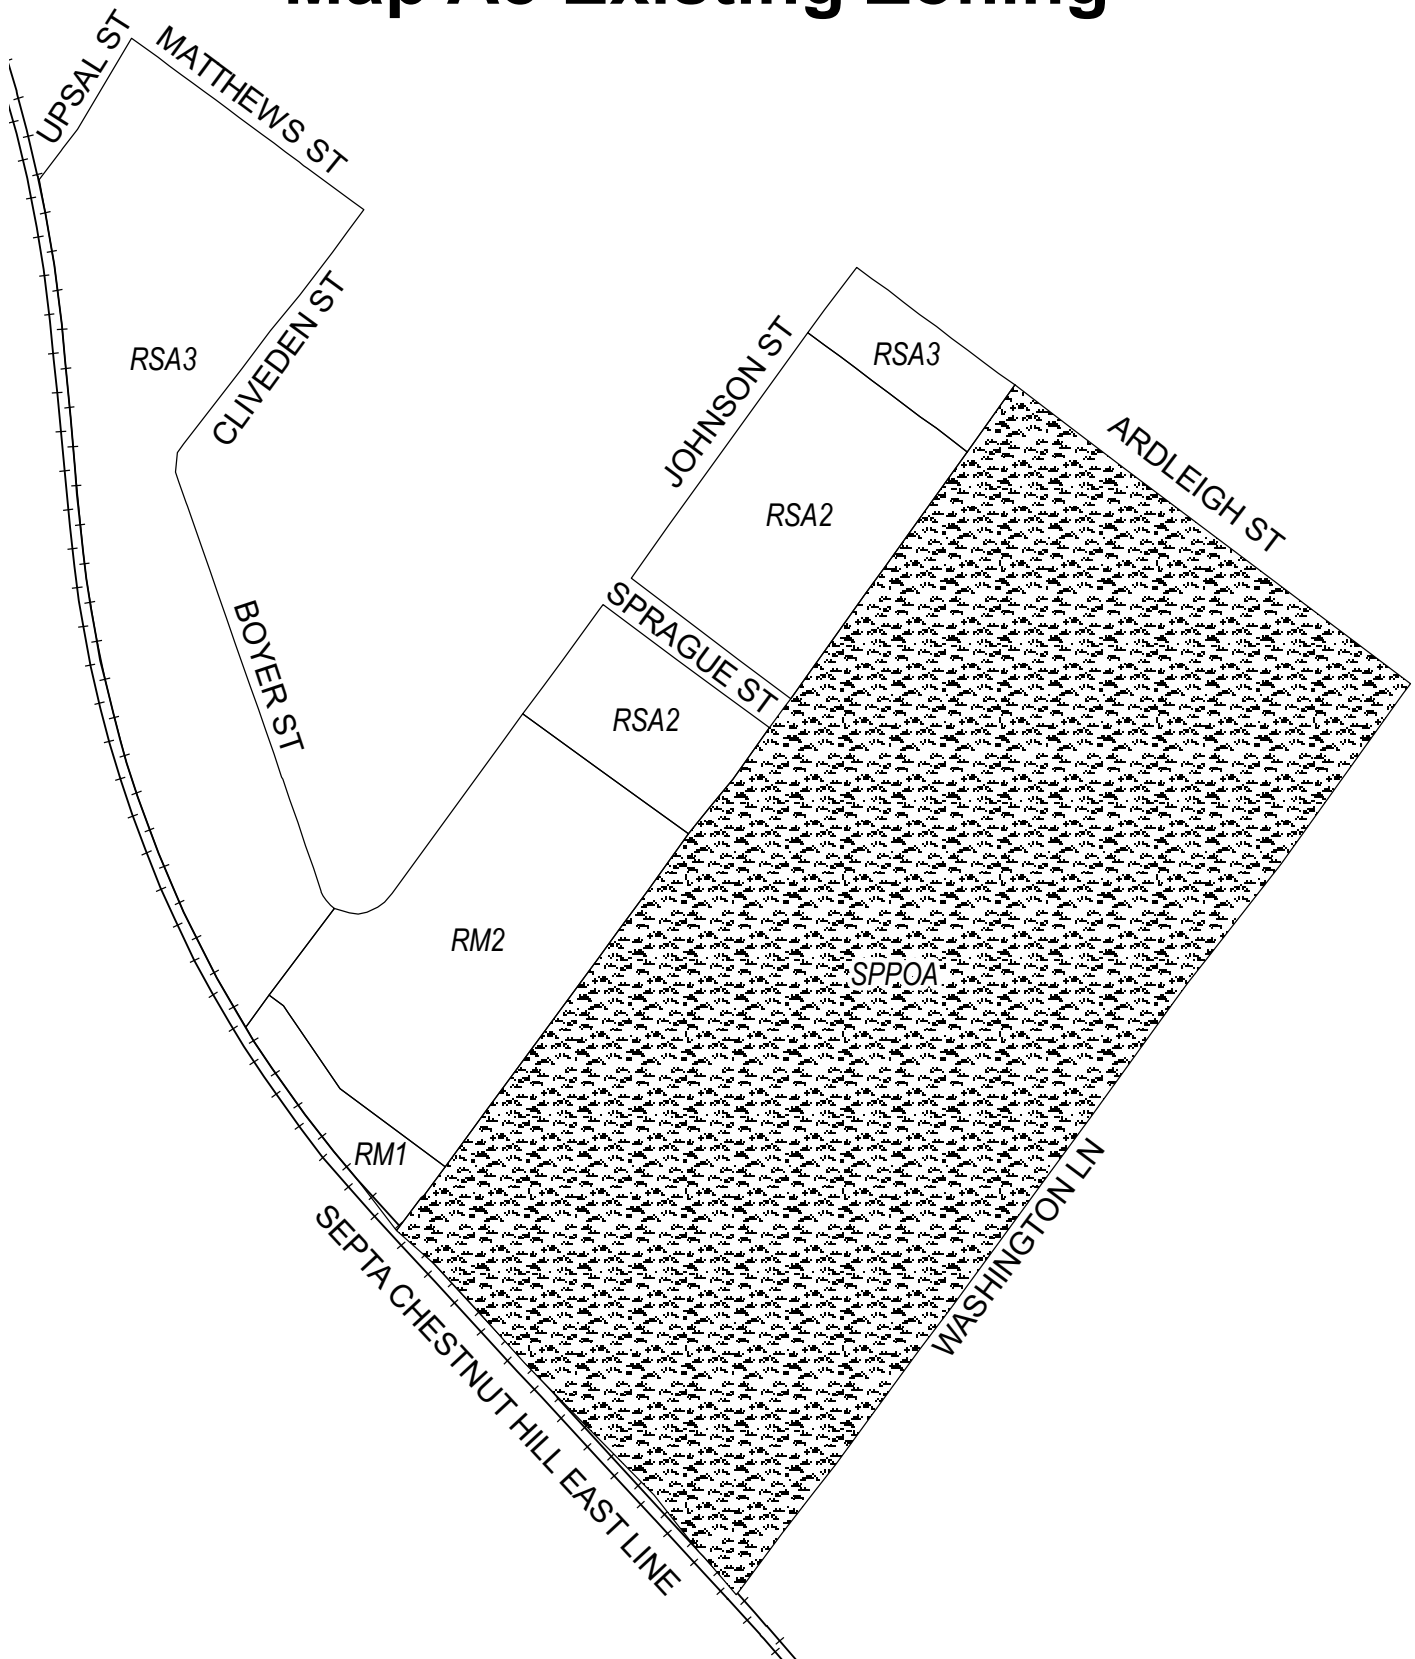 Map A3 Existing Zoning
UPSAL ST
MATTHEWS ST
CLIVEDEN ST
RSA3
JOHNSON ST
RSA3
ARDLEIGH ST
RSA2
SPRAGUE ST
BOYER ST
RSA2
RM2
SPPOA
RM1
WASHINGTON LN
SEPTA CHESTNUT HILL EAST LINE